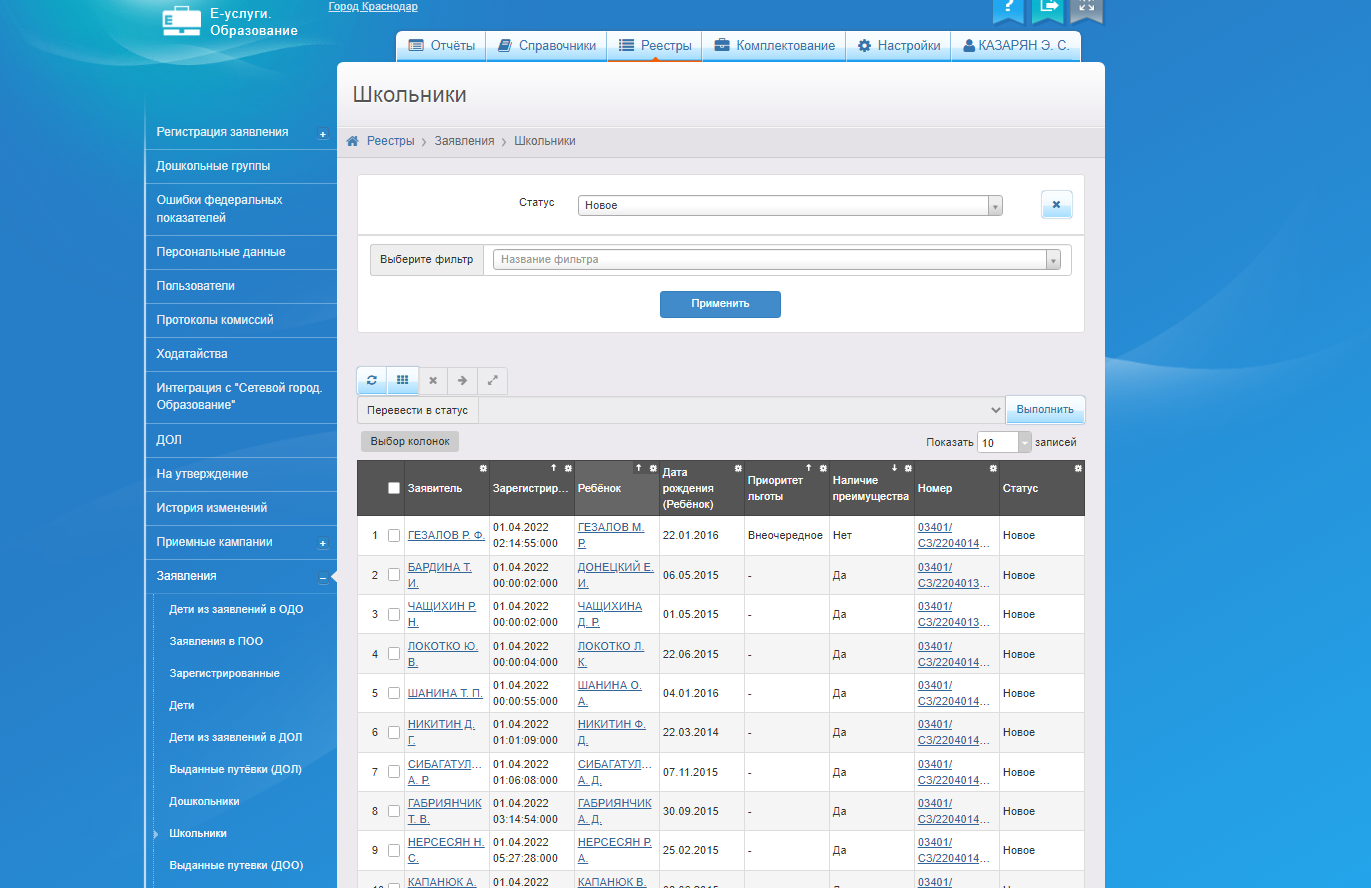 Е-услуги.
Образование
Город Краснодар
?
Отчёты Справочники Реестры Комплектование Настройки КАЗАРЯН Э. С.
Школьники
Реестры Заявления Школьники
Регистрация заявления
Дошкольные группы
Ошибки федеральных
показателей
Персональные данные
Пользователи
Протоколы комиссий
Ходатайства
Интеграция с "Сетевой город.
Образование"
ДОЛ
На утверждение
История изменений
Приемные кампании
Заявления
Дети из заявлений в ОДО
Заявления в ПОО
Зарегистрированные
Дети
Дети из заявлений в ДОЛ
Выданные путёвки (ДОЛ)
Дошкольники
Школьники
Выданные путевки (ДОО)
Статус Новое
Выберите фильтр Название фильтра
Применить
Перевести в статус Выполнить
Выбор колонок Показать 10 записей
Заявитель Зарегистрир... Ребёнок Дата рождения (Ребёнок) Приоритет льготы Наличие преимущества Номер Статус
1 ГЕЗАЛОВ Р. Ф. 01.04.2022 02:14:55:000 ГЕЗАЛОВ М. Р. 22.01.2016 Внеочередное Нет 03401/СЗ/2204014... Новое
2 БАРДИНА Т. И. 01.04.2022 00:00:02:000 ДОНЕЦКИЙ Е. И. 06.05.2015 - Да 03401/СЗ/2204013... Новое
3 ЧАЩИХИН Р. Н. 01.04.2022 00:00:02:000 ЧАЩИХИНА Д. Р. 01.05.2015 - Да 03401/СЗ/2204013... Новое
4 ЛОКОТКО Ю. В. 01.04.2022 00:00:04:000 ЛОКОТКО Л. К. 22.06.2015 - Да 03401/СЗ/2204014... Новое
5 ШАНИНА Т. П. 01.04.2022 00:00:55:000 ШАНИНА О. А. 04.01.2016 - Да 03401/СЗ/2204014... Новое
6 НИКИТИН Д. Г. 01.04.2022 01:01:09:000 НИКИТИН Ф. Д. 22.03.2014 - Да 03401/СЗ/2204014... Новое
7 СИБАГАТУЛ... А. Р. 01.04.2022 01:06:08:000 СИБАГАТУЛ... А. Д. 07.11.2015 - Да 03401/СЗ/2204014... Новое
8 ГАБРИЯНЧИК Т. В. 01.04.2022 03:14:54:000 ГАБРИЯНЧИК А. Д. 30.09.2015 - Да 03401/СЗ/2204014... Новое
9 НЕРСЕСЯН Н. С. 01.04.2022 05:27:28:000 НЕРСЕСЯН Р. А. 25.02.2015 - Да 03401/СЗ/2204014... Новое
КАПАНЮК А. 01.04.2022 КАПАНЮК В. 03401/